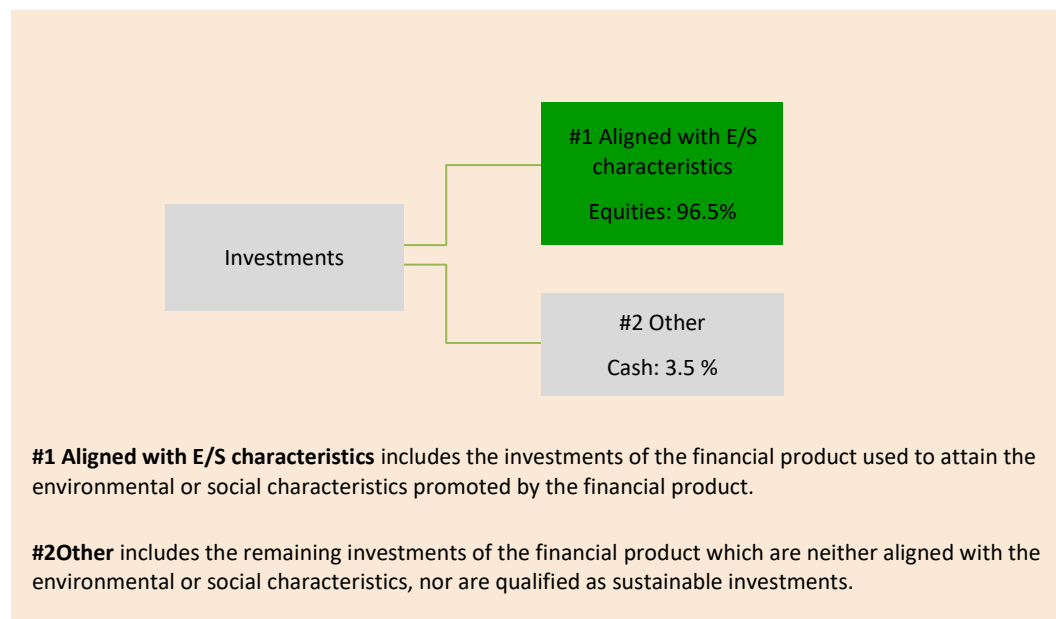 #1 Aligned with E/S
characteristics
Equities: 96.5%
Investments
#2 Other
Cash: 3.5 %
#1 Aligned with E/S characteristics includes the investments of the financial product used to attain the
environmental or social characteristics promoted by the financial product.
#2Other includes the remaining investments of the financial product which are neither aligned with the
environmental or social characteristics, nor are qualified as sustainable investments.